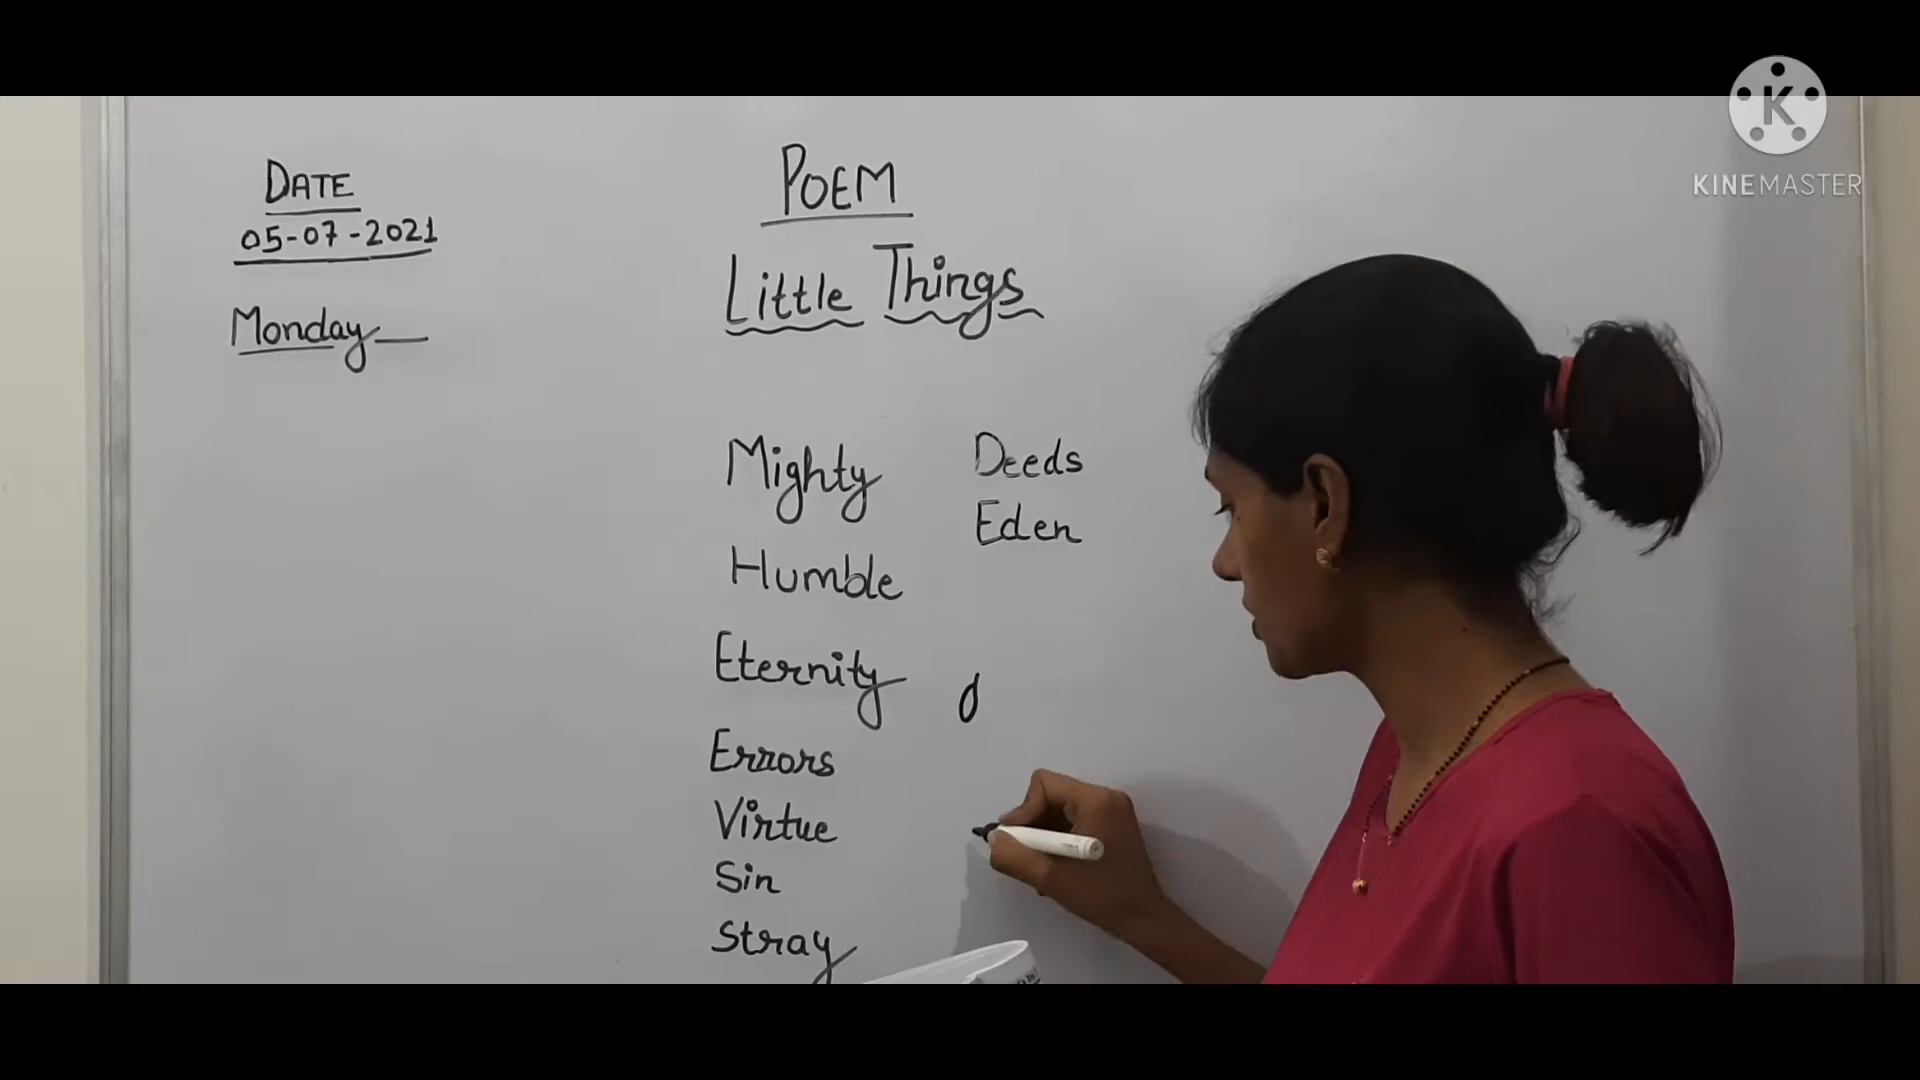 DATE
05-07-2021
Monday
POEM
Little Things
Mighty
Humble
Eternity
Errors
Virtue
Sin
Stray
Deeds
Eden
K
KINEMASTER